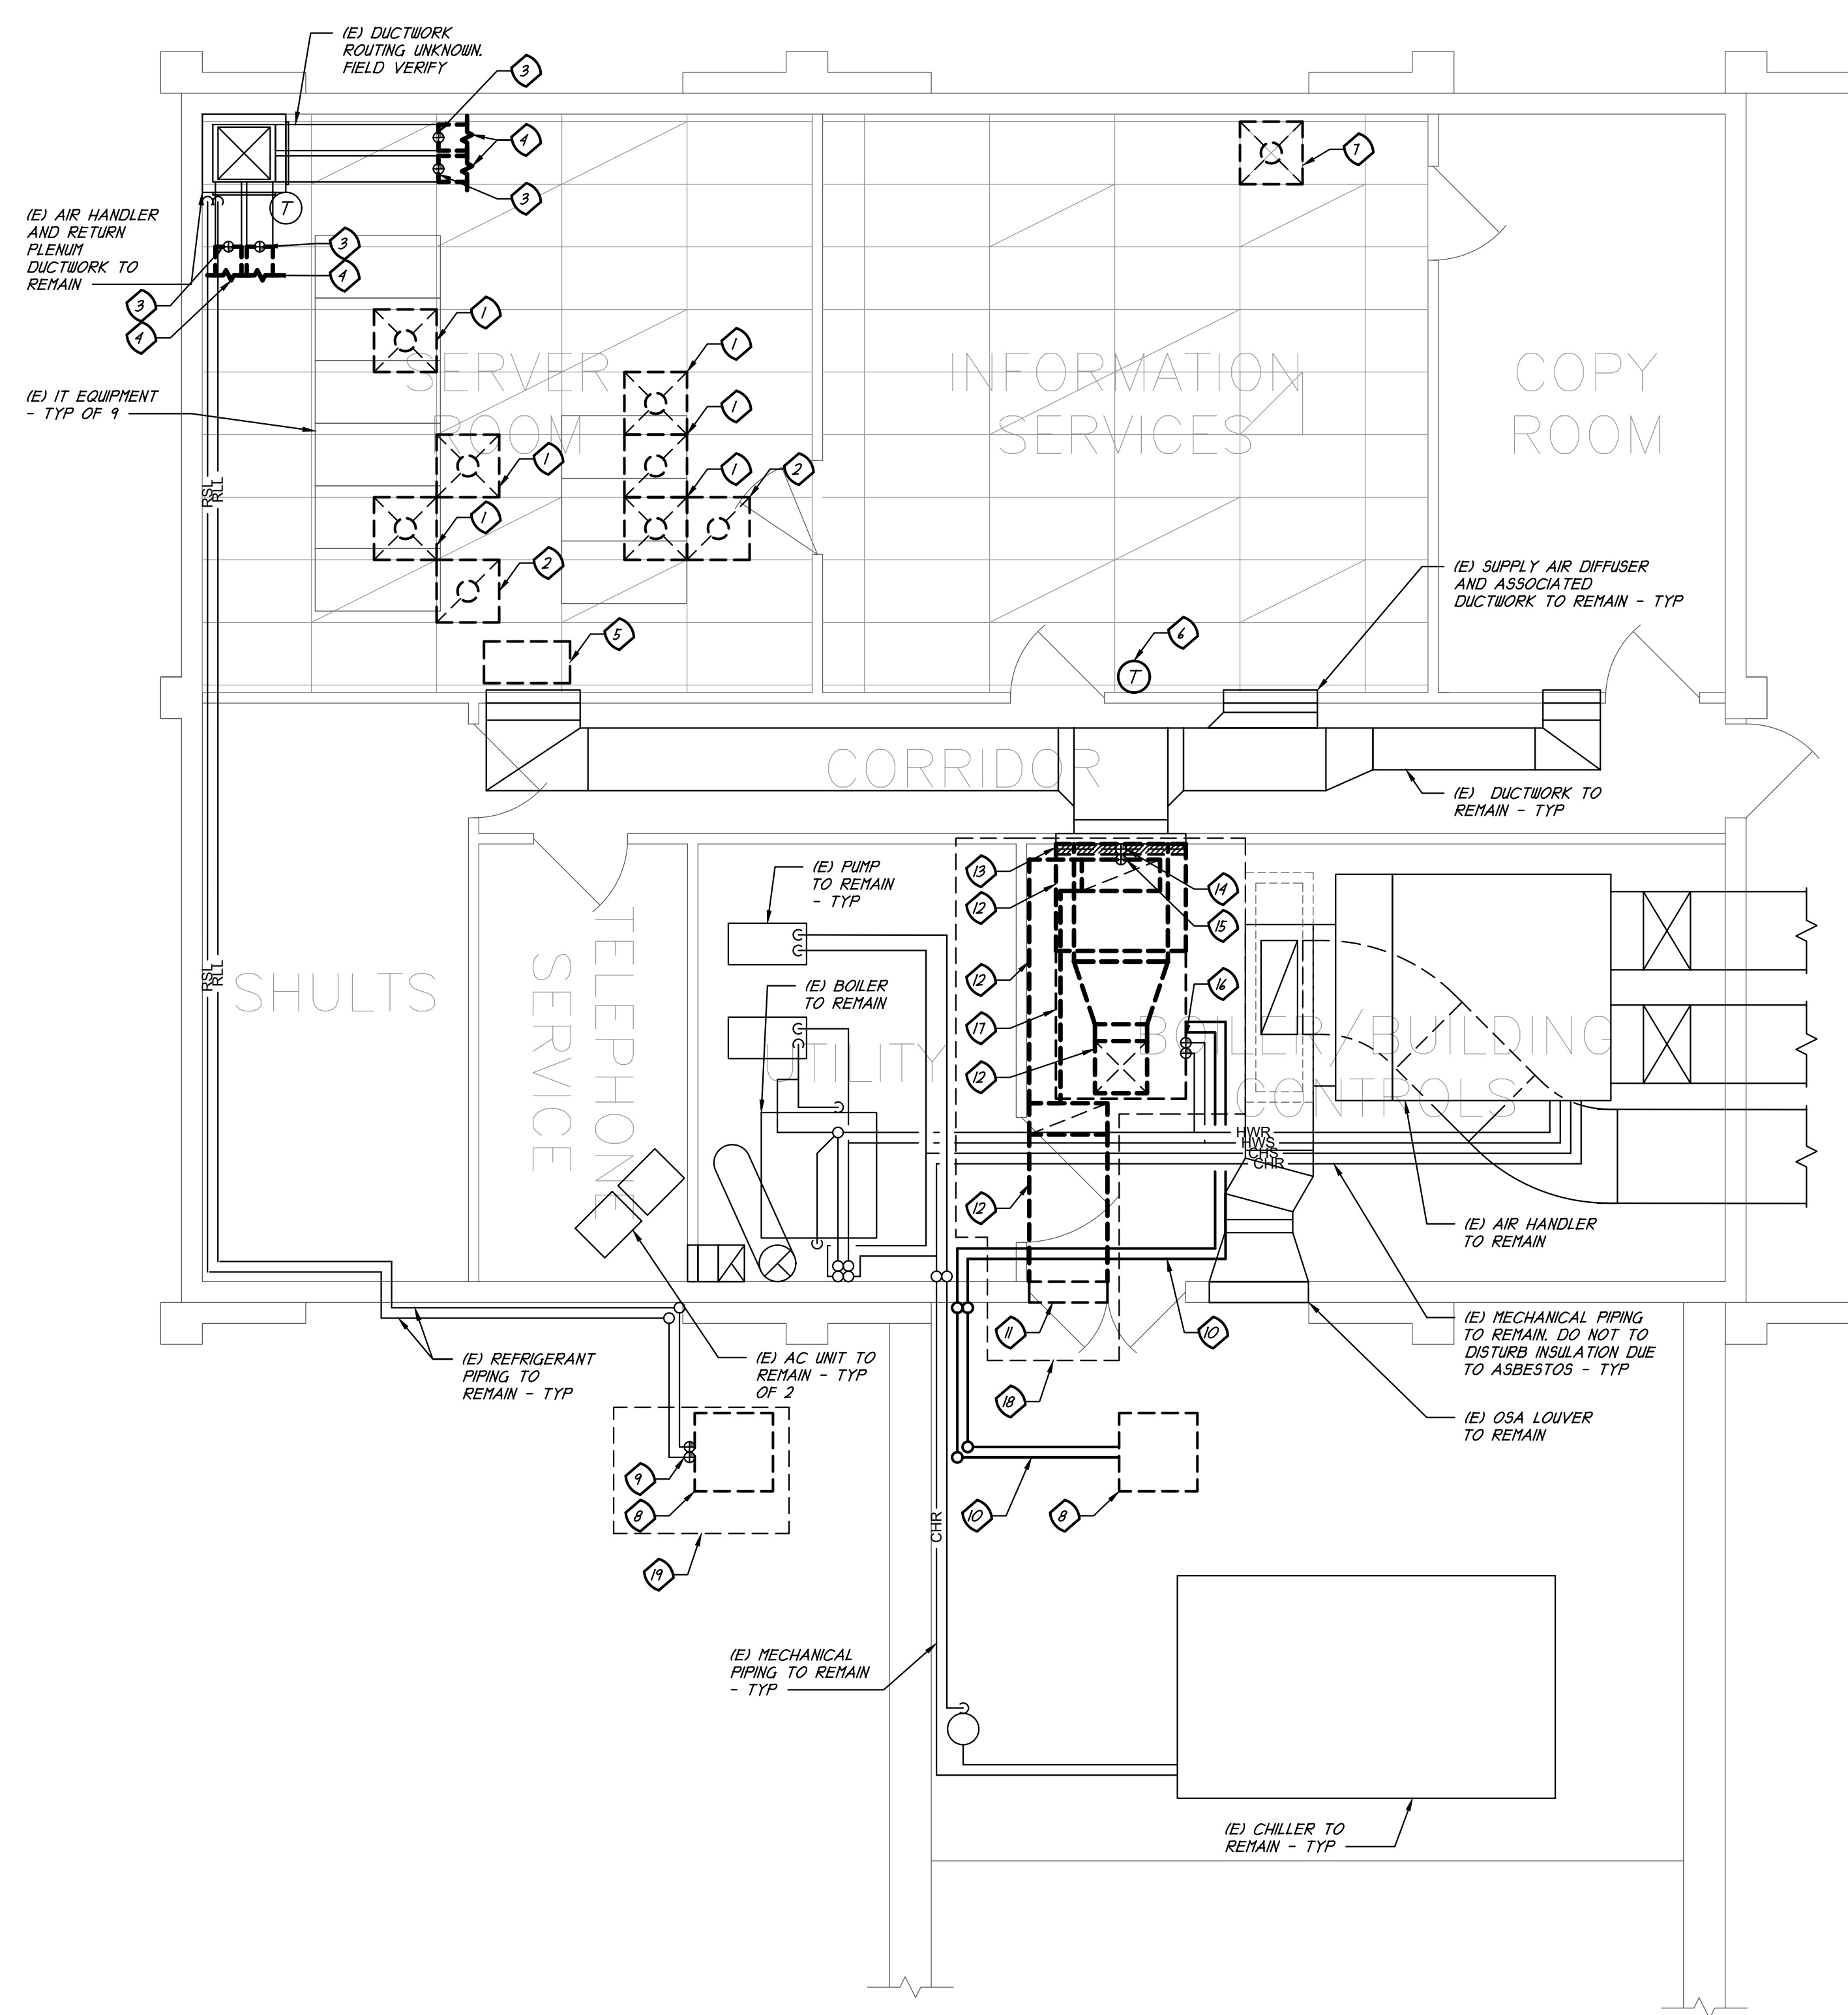 (E) DUCTWORK
ROUTING UNKNOWN.
FIELD VERIFY
3
4
3
7
T
(E) AIR HANDLER
AND RETURN
PLENUM
DUCTWORK TO
REMAIN
3
4
3
4
1
1
1
1
1
1
2
2
SERVER
ROOM
INFORMATION
SERVICES
COPY
ROOM
(E) IT EQUIPMENT
- TYP OF 9
RSL
RLL
5
6
T
(E) SUPPLY AIR DIFFUSER
AND ASSOCIATED
DUCTWORK TO REMAIN - TYP
CORRIDOR
(E) DUCTWORK TO
REMAIN - TYP
(E) PUMP
TO REMAIN
- TYP
13
12
14
15
12
16
17
12
12
RSL
RLL
SHULTS
TELEPHONE
SERVICE
(E) BOILER
TO REMAIN
UTILITY
BOILER/BUILDING
CONTROLS
HWR
HWS
CHS
CHR
(E) AIR HANDLER
TO REMAIN
11
10
(E) MECHANICAL PIPING
TO REMAIN. DO NOT TO
DISTURB INSULATION DUE
TO ASBESTOS - TYP
(E) REFRIGERANT
PIPING TO
REMAIN - TYP
(E) AC UNIT TO
REMAIN - TYP
OF 2
18
(E) OSA LOUVER
TO REMAIN
9
8
10
8
CHR
19
(E) MECHANICAL
PIPING TO REMAIN
- TYP
(E) CHILLER TO
REMAIN - TYP